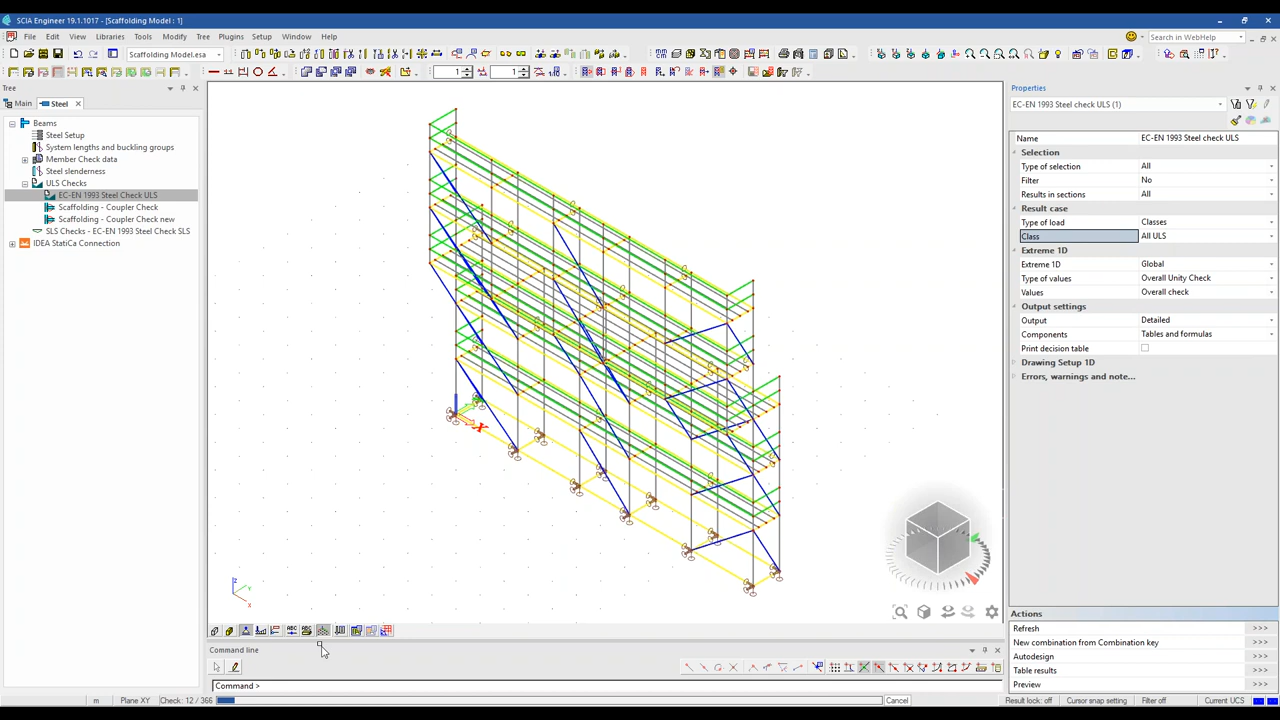 SCIA Engineer 19.1.1017 - [Scaffolding Model : 1]
File Edit View Libraries Tools Modify Tree Plugins Setup Window Help
Search in WebHelp
Scaffolding Model.esa
1 1
Tree
Main Steel
Beams
Steel Setup
System lengths and buckling groups
Member Check data
Steel slenderness
ULS Checks
EC-EN 1993 Steel Check ULS
Scaffolding - Coupler Check
Scaffolding - Coupler Check new
SLS Checks - EC-EN 1993 Steel Check SLS
IDEA StatiCa Connection
Z
Y
X
X
ABC
Command line
Command >
m Plane XY Check: 12 / 366 Cancel Result lock: off Cursor snap setting Filter off Current UCS
Properties
EC-EN 1993 Steel check ULS (1)
Name EC-EN 1993 Steel check ULS
Selection
Type of selection All
Filter No
Results in sections All
Result case
Type of load Classes
Class All ULS
Extreme 1D
Extreme 1D Global
Type of values Overall Unity Check
Values Overall check
Output settings
Output Detailed
Components Tables and formulas
Print decision table
Drawing Setup 1D
Errors, warnings and note...
Actions
Refresh >>>
New combination from Combination key >>>
Autodesign >>>
Table results >>>
Preview >>>